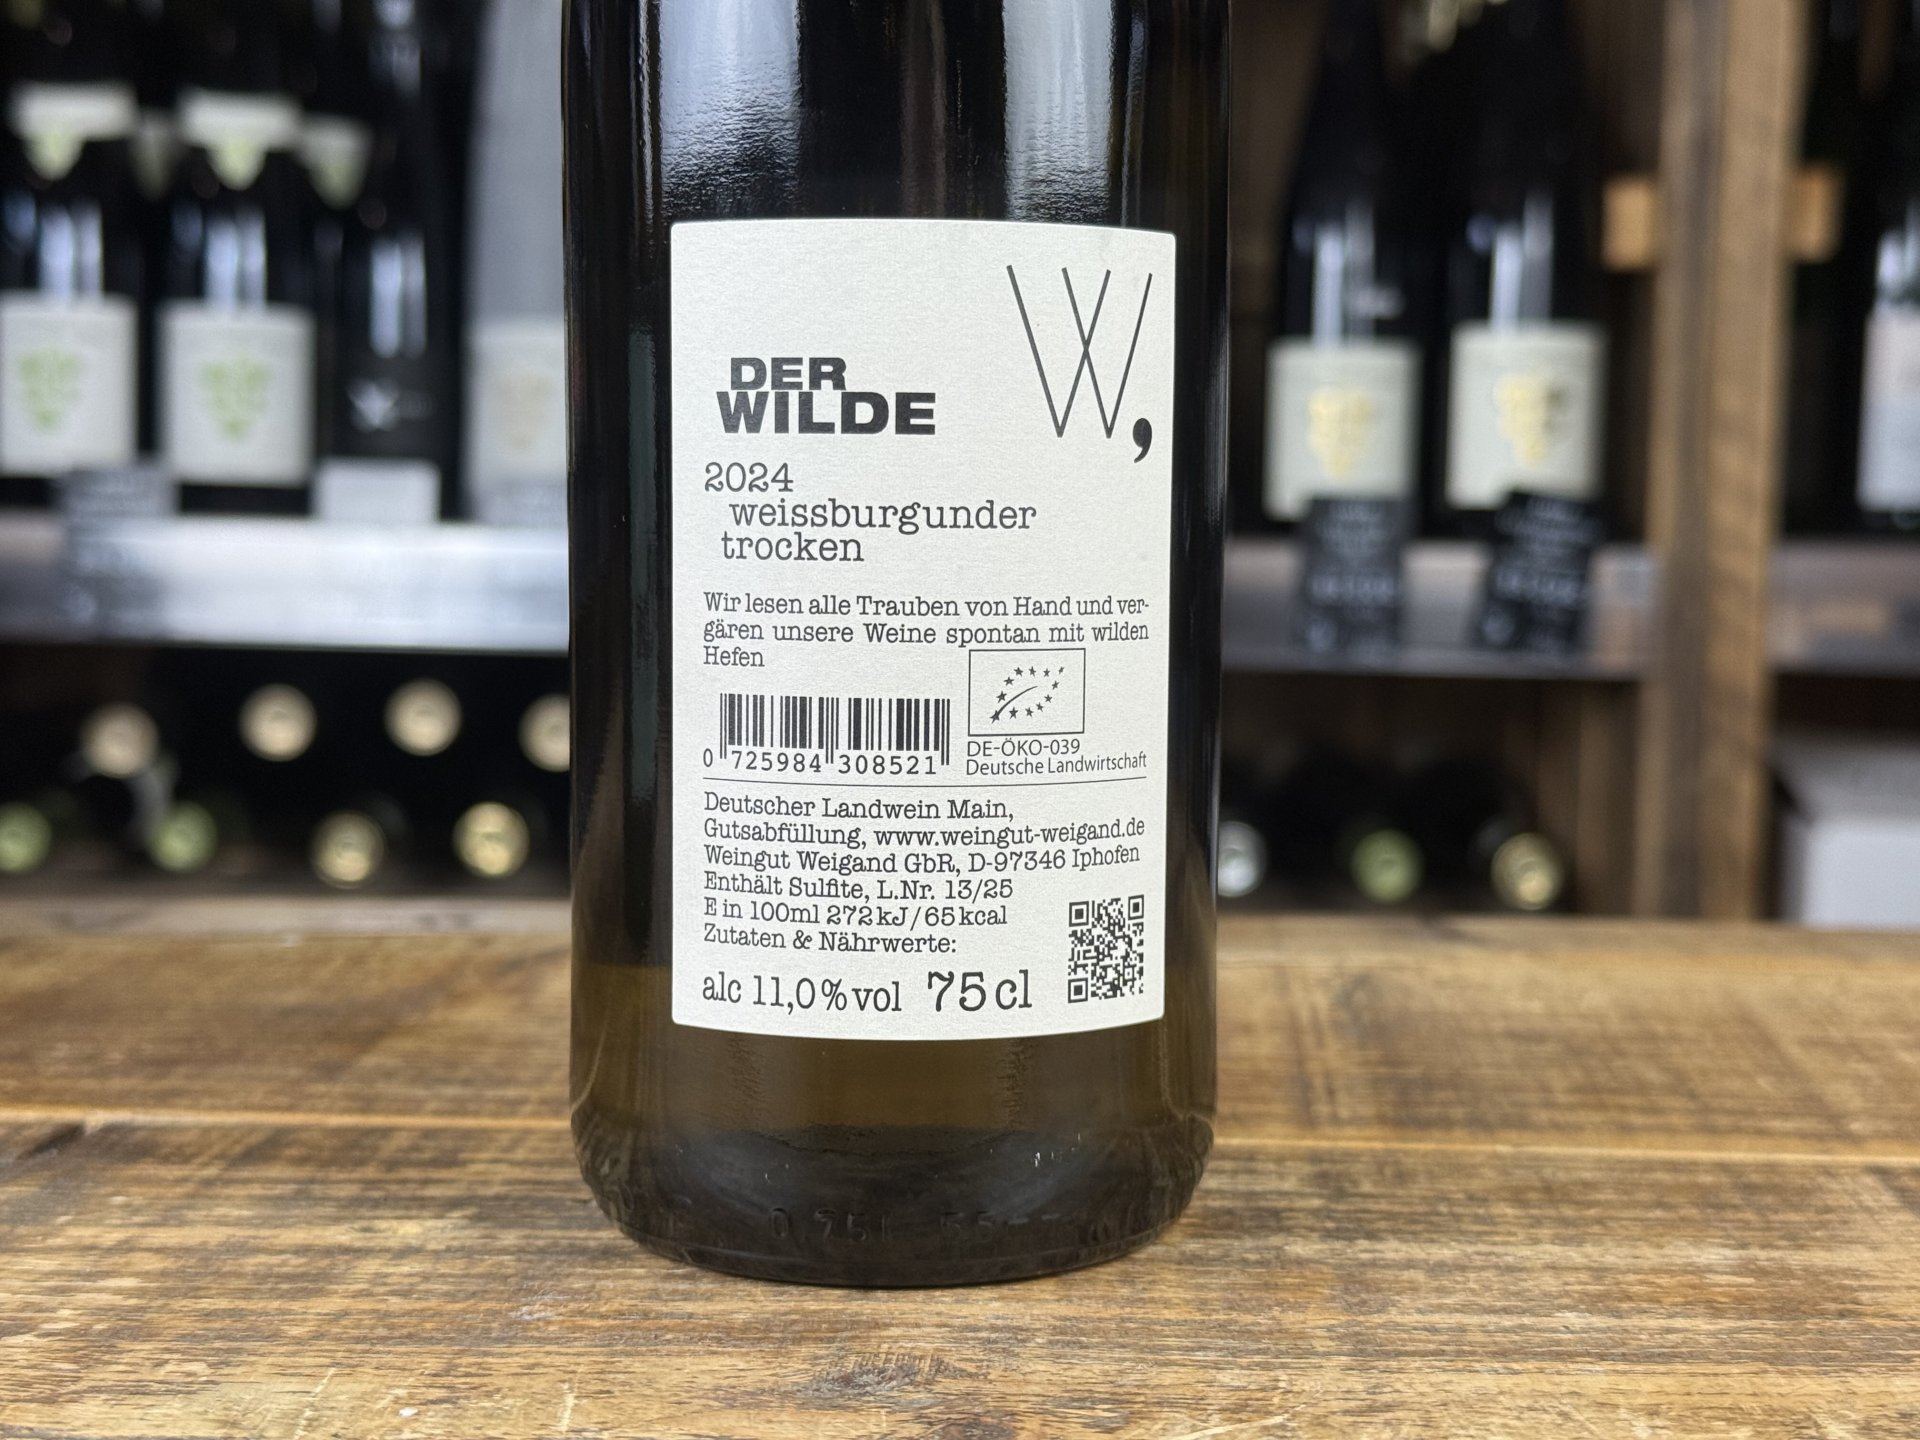 W,
DER
WILDE
2024
weissburgunder
trocken
Wir lesen alle Trauben von Hand und ver-
gären unsere Weine spontan mit wilden
Hefen
0 725984 308521
DE-ÖKO-039
Deutsche Landwirtschaft
Deutscher Landwein Main,
Gutsabfüllung, www.weingut-weigand.de
Weingut Weigand GbR, D-97346 Iphofen
Enthält Sulfite, L.Nr. 13/25
E in 100ml 272 kJ/65 kcal
Zutaten & Nährwerte:
alc 11,0 % vol 75 cl